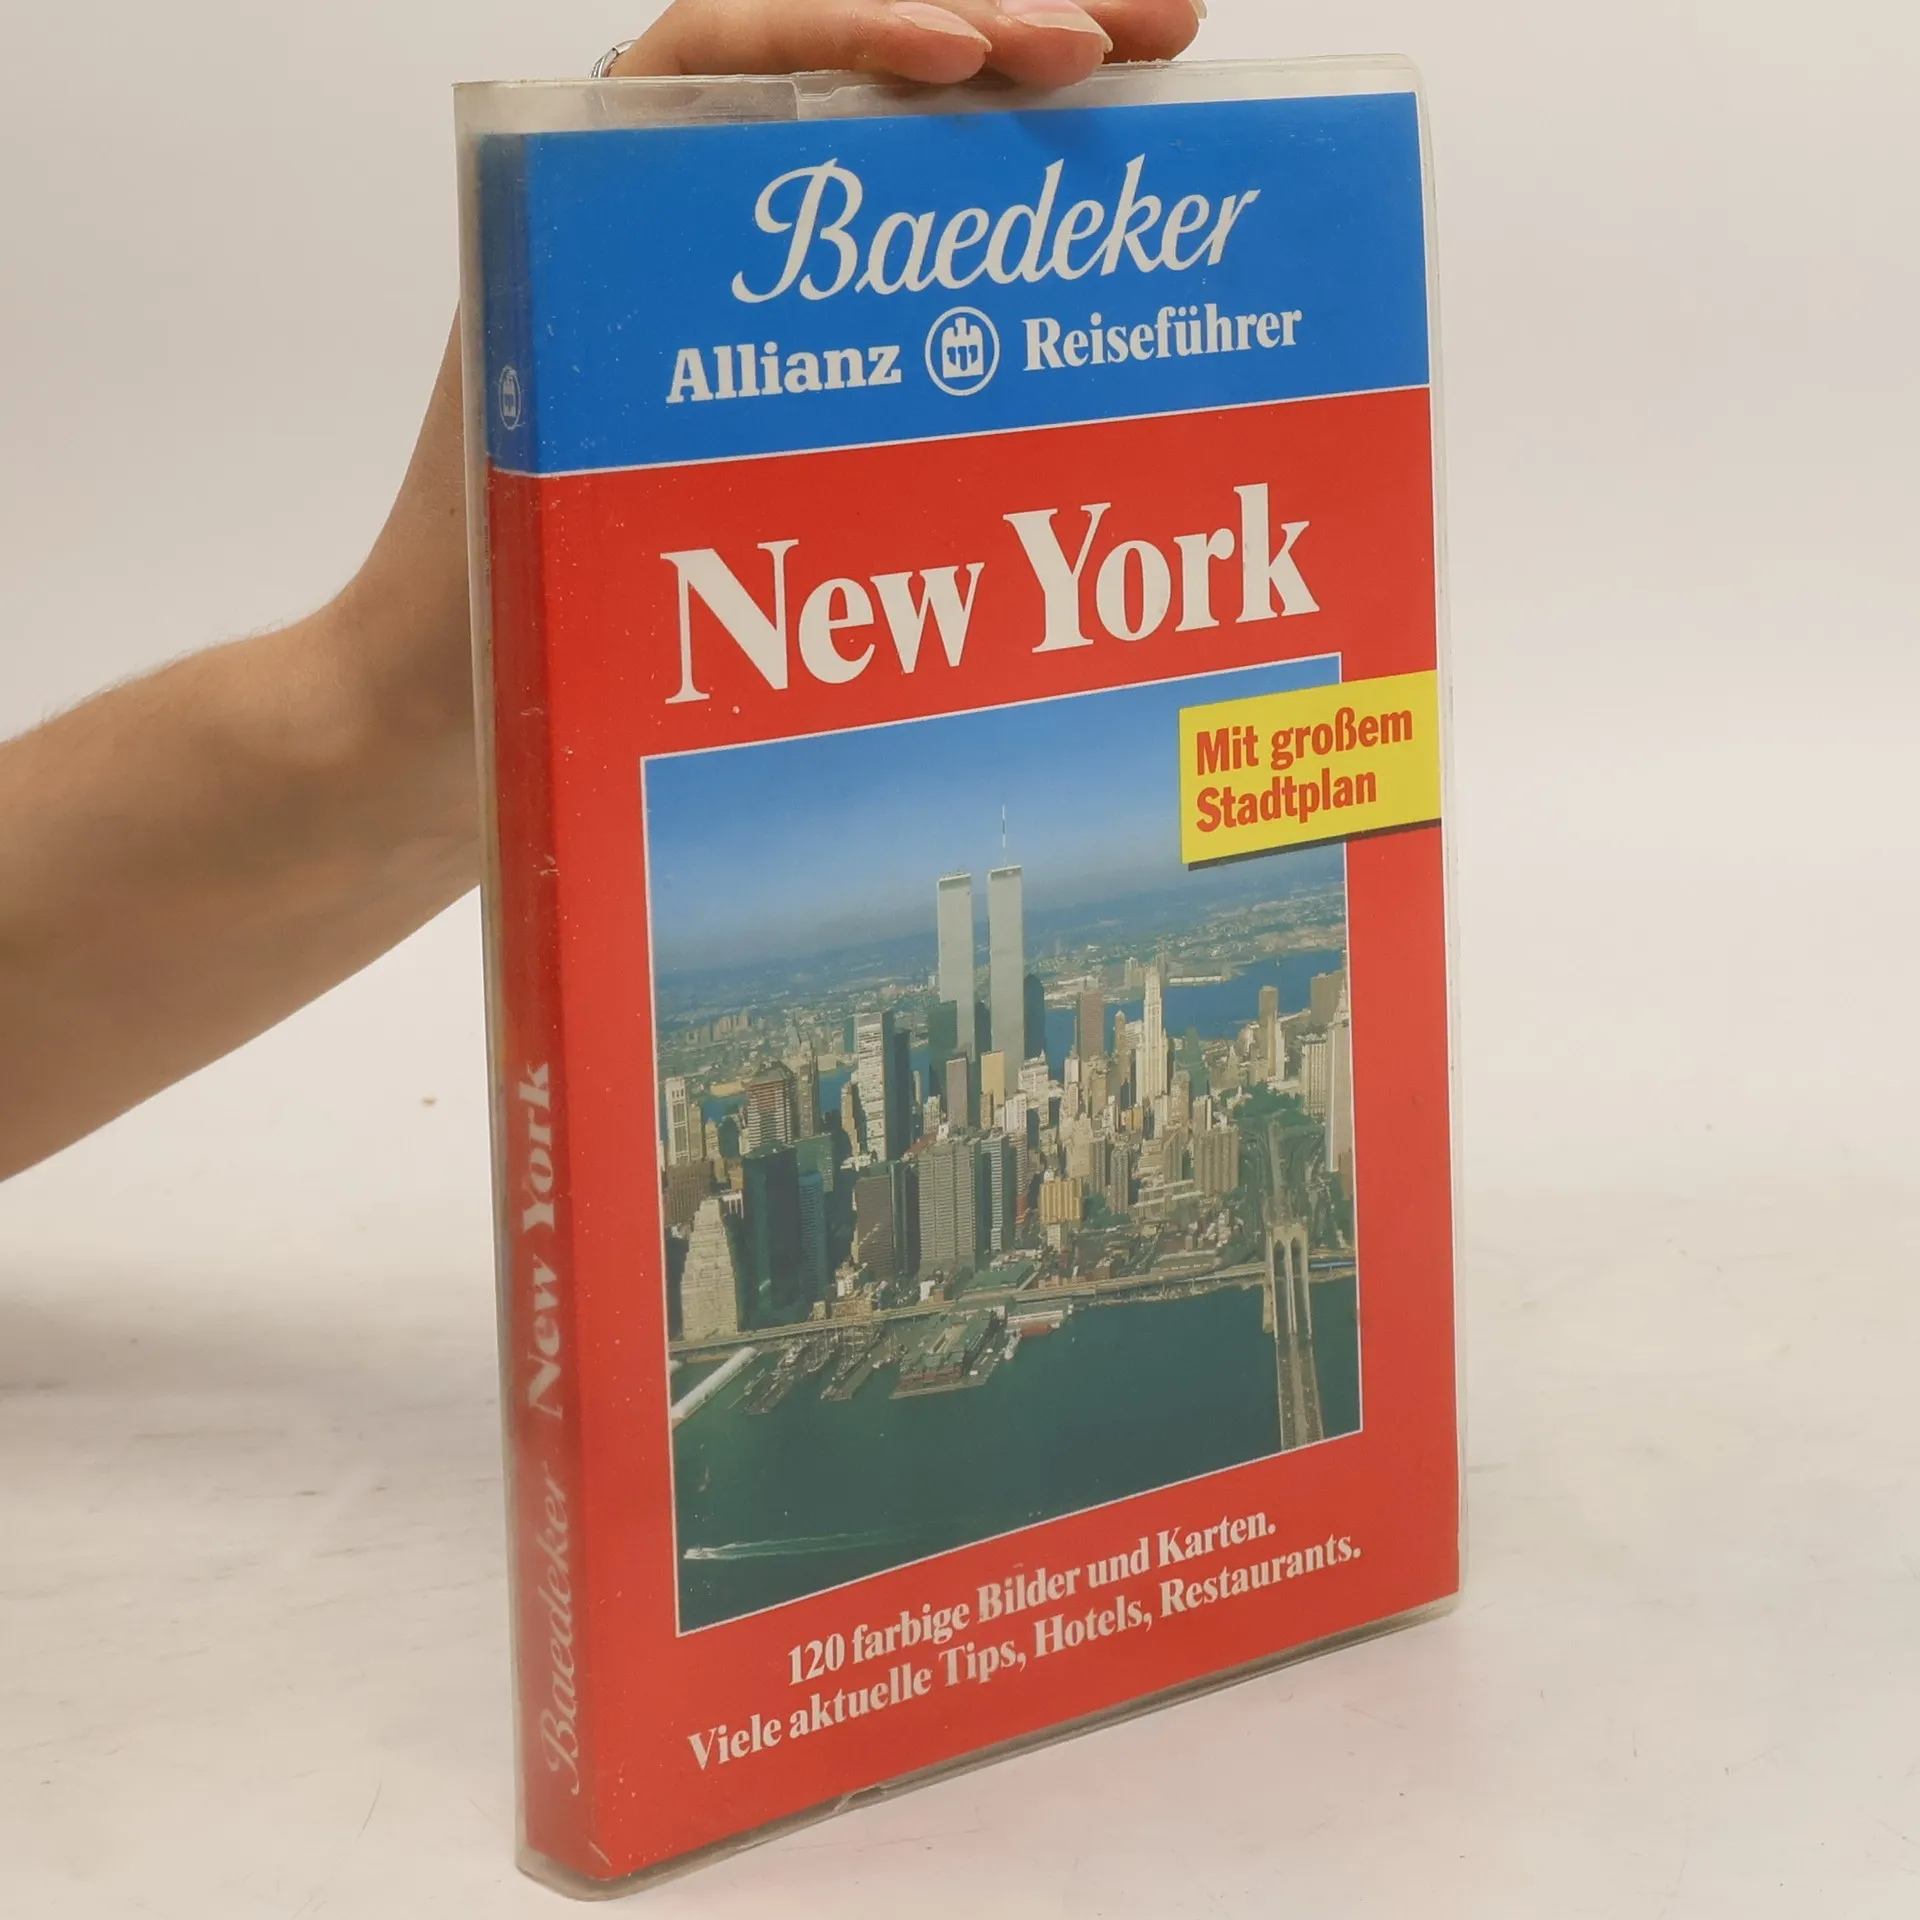 Baedeker
Allianz Reiseführer
New York
Mit großem
Stadtplan
120 farbige Bilder und Karten.
Viele aktuelle Tips, Hotels, Restaurants.
Baedeker New York